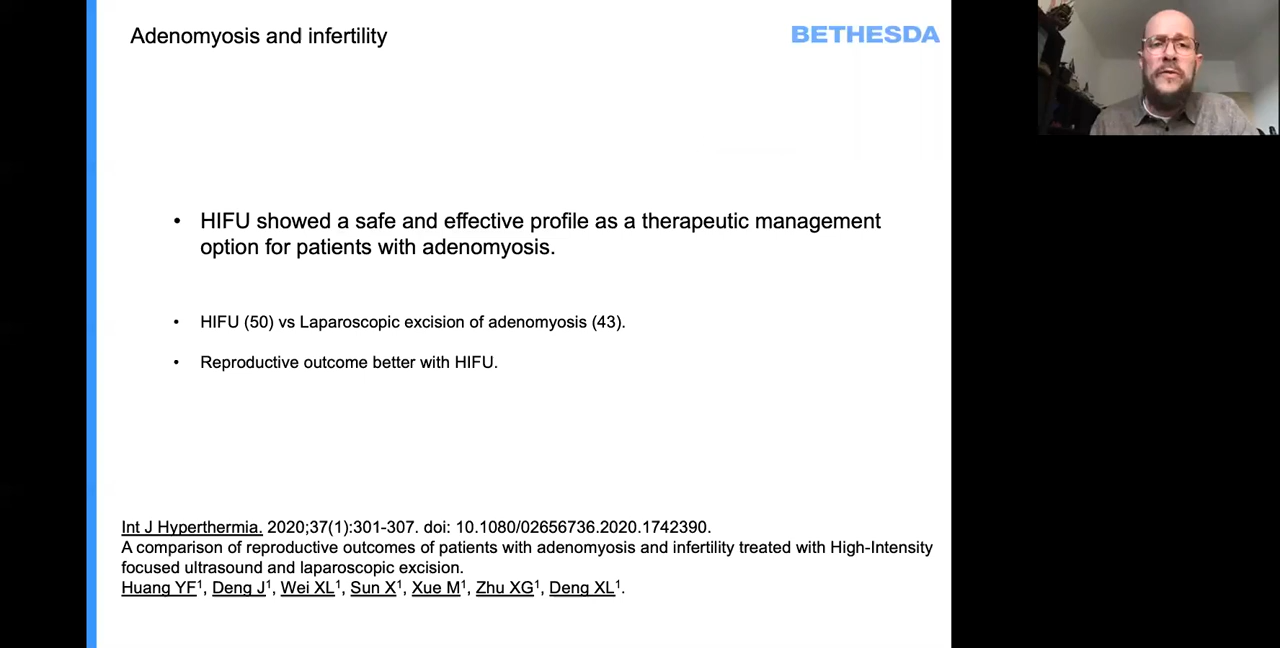 Adenomyosis and infertility
BETHESDA
• HIFU showed a safe and effective profile as a therapeutic management
option for patients with adenomyosis.
• HIFU (50) vs Laparoscopic excision of adenomyosis (43).
• Reproductive outcome better with HIFU.
Int J Hyperthermia. 2020;37(1):301-307. doi: 10.1080/02656736.2020.1742390.
A comparison of reproductive outcomes of patients with adenomyosis and infertility treated with High-Intensity
focused ultrasound and laparoscopic excision.
Huang YF¹, Deng J¹, Wei XL¹, Sun X¹, Xue M¹, Zhu XG¹, Deng XL¹.